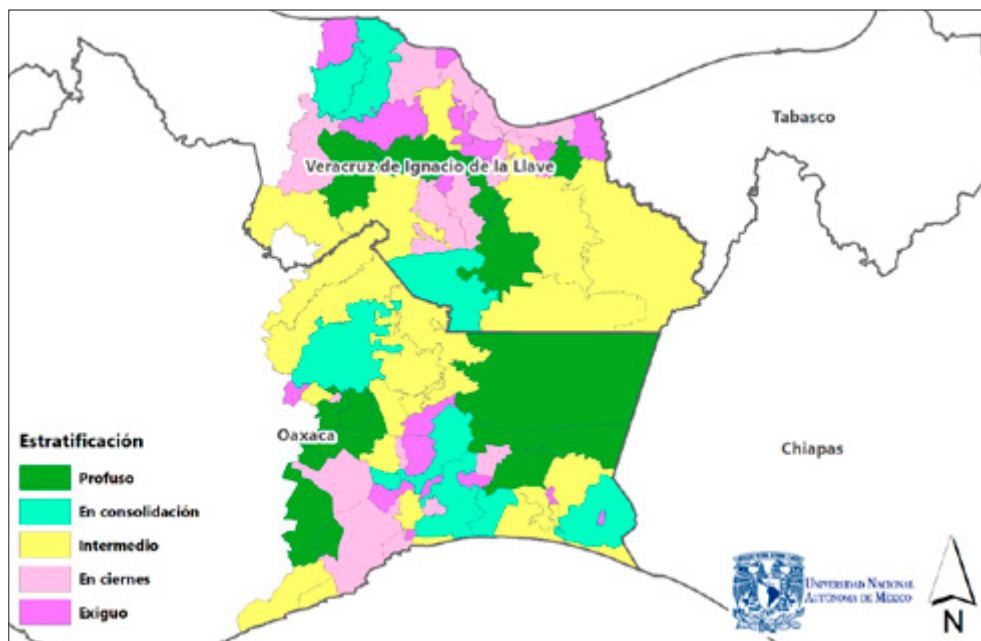 Tabasco
Veracruz de Ignacio de la Llave
Oaxaca
Chiapas
Estratificación
Profuso
En consolidación
Intermedio
En ciernes
Exiguo
UNIVERSIDAD NACIONAL
AUTÓNOMA DE MÉXICO
N